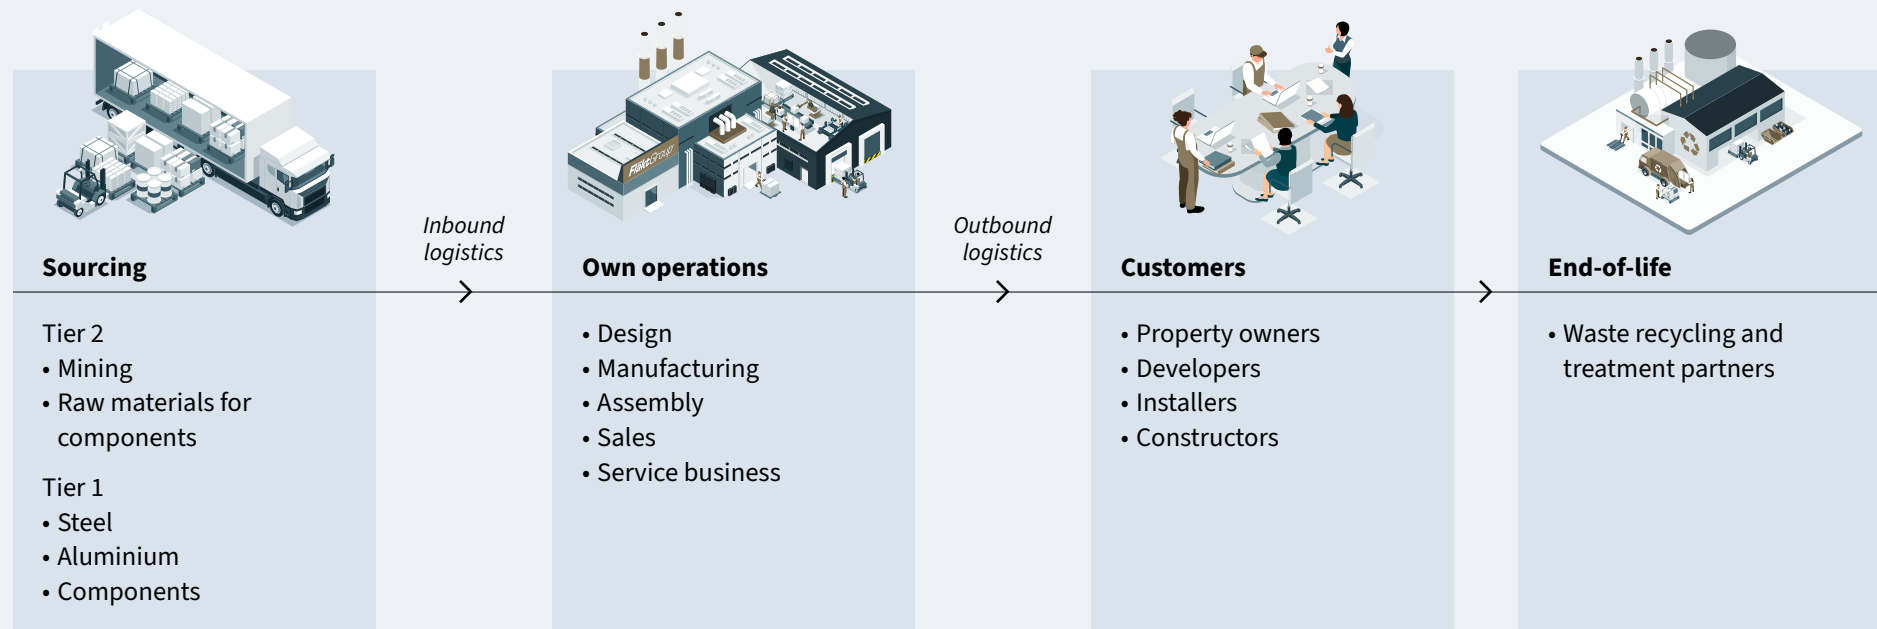 FläktGroup
Inbound
logistics
Outbound
logistics
Sourcing
Own operations
Customers
End-of-life
Tier 2
• Mining
• Raw materials for
components
Tier 1
• Steel
• Aluminium
• Components
• Design
• Manufacturing
• Assembly
• Sales
• Service business
• Property owners
• Developers
• Installers
• Constructors
• Waste recycling and
treatment partners